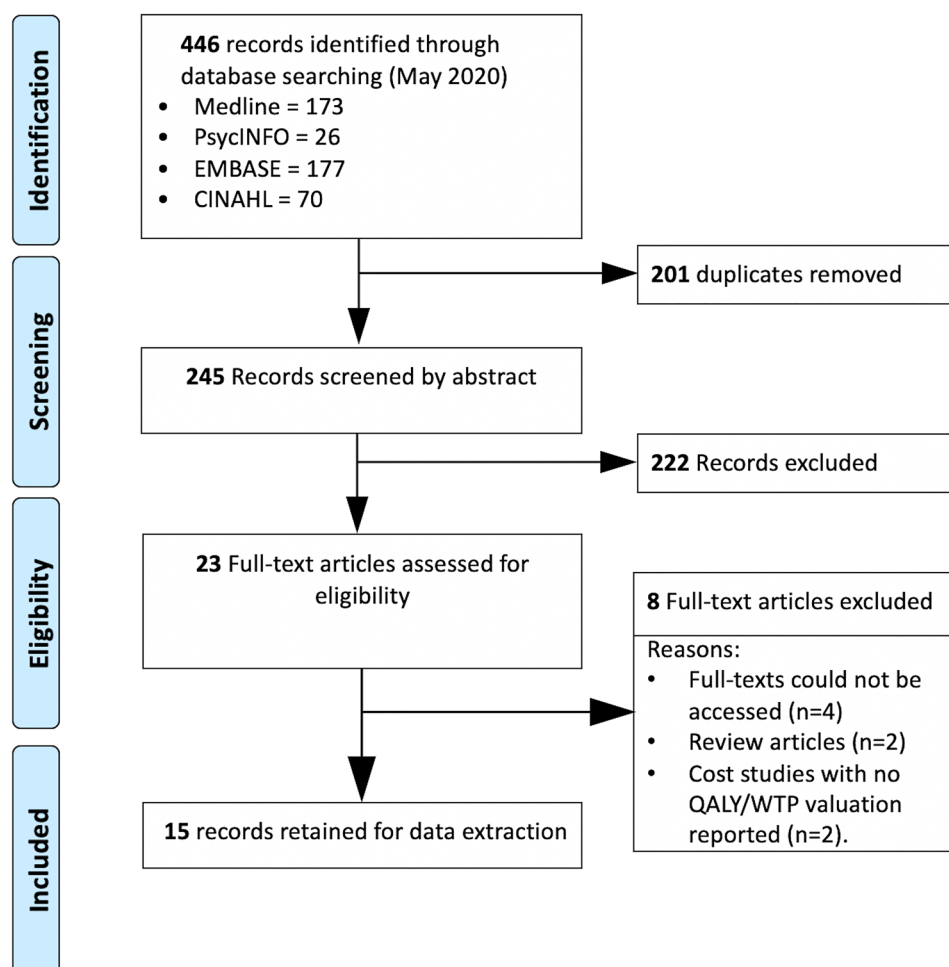 Identification
446 records identified through
database searching (May 2020)
• Medline = 173
• PsycINFO = 26
• EMBASE = 177
• CINAHL = 70
201 duplicates removed
Screening
245 Records screened by abstract
222 Records excluded
Eligibility
23 Full-text articles assessed for
eligibility
8 Full-text articles excluded
Reasons:
• Full-texts could not be
accessed (n=4)
• Review articles (n=2)
• Cost studies with no
QALY/WTP valuation
reported (n=2).
Included
15 records retained for data extraction